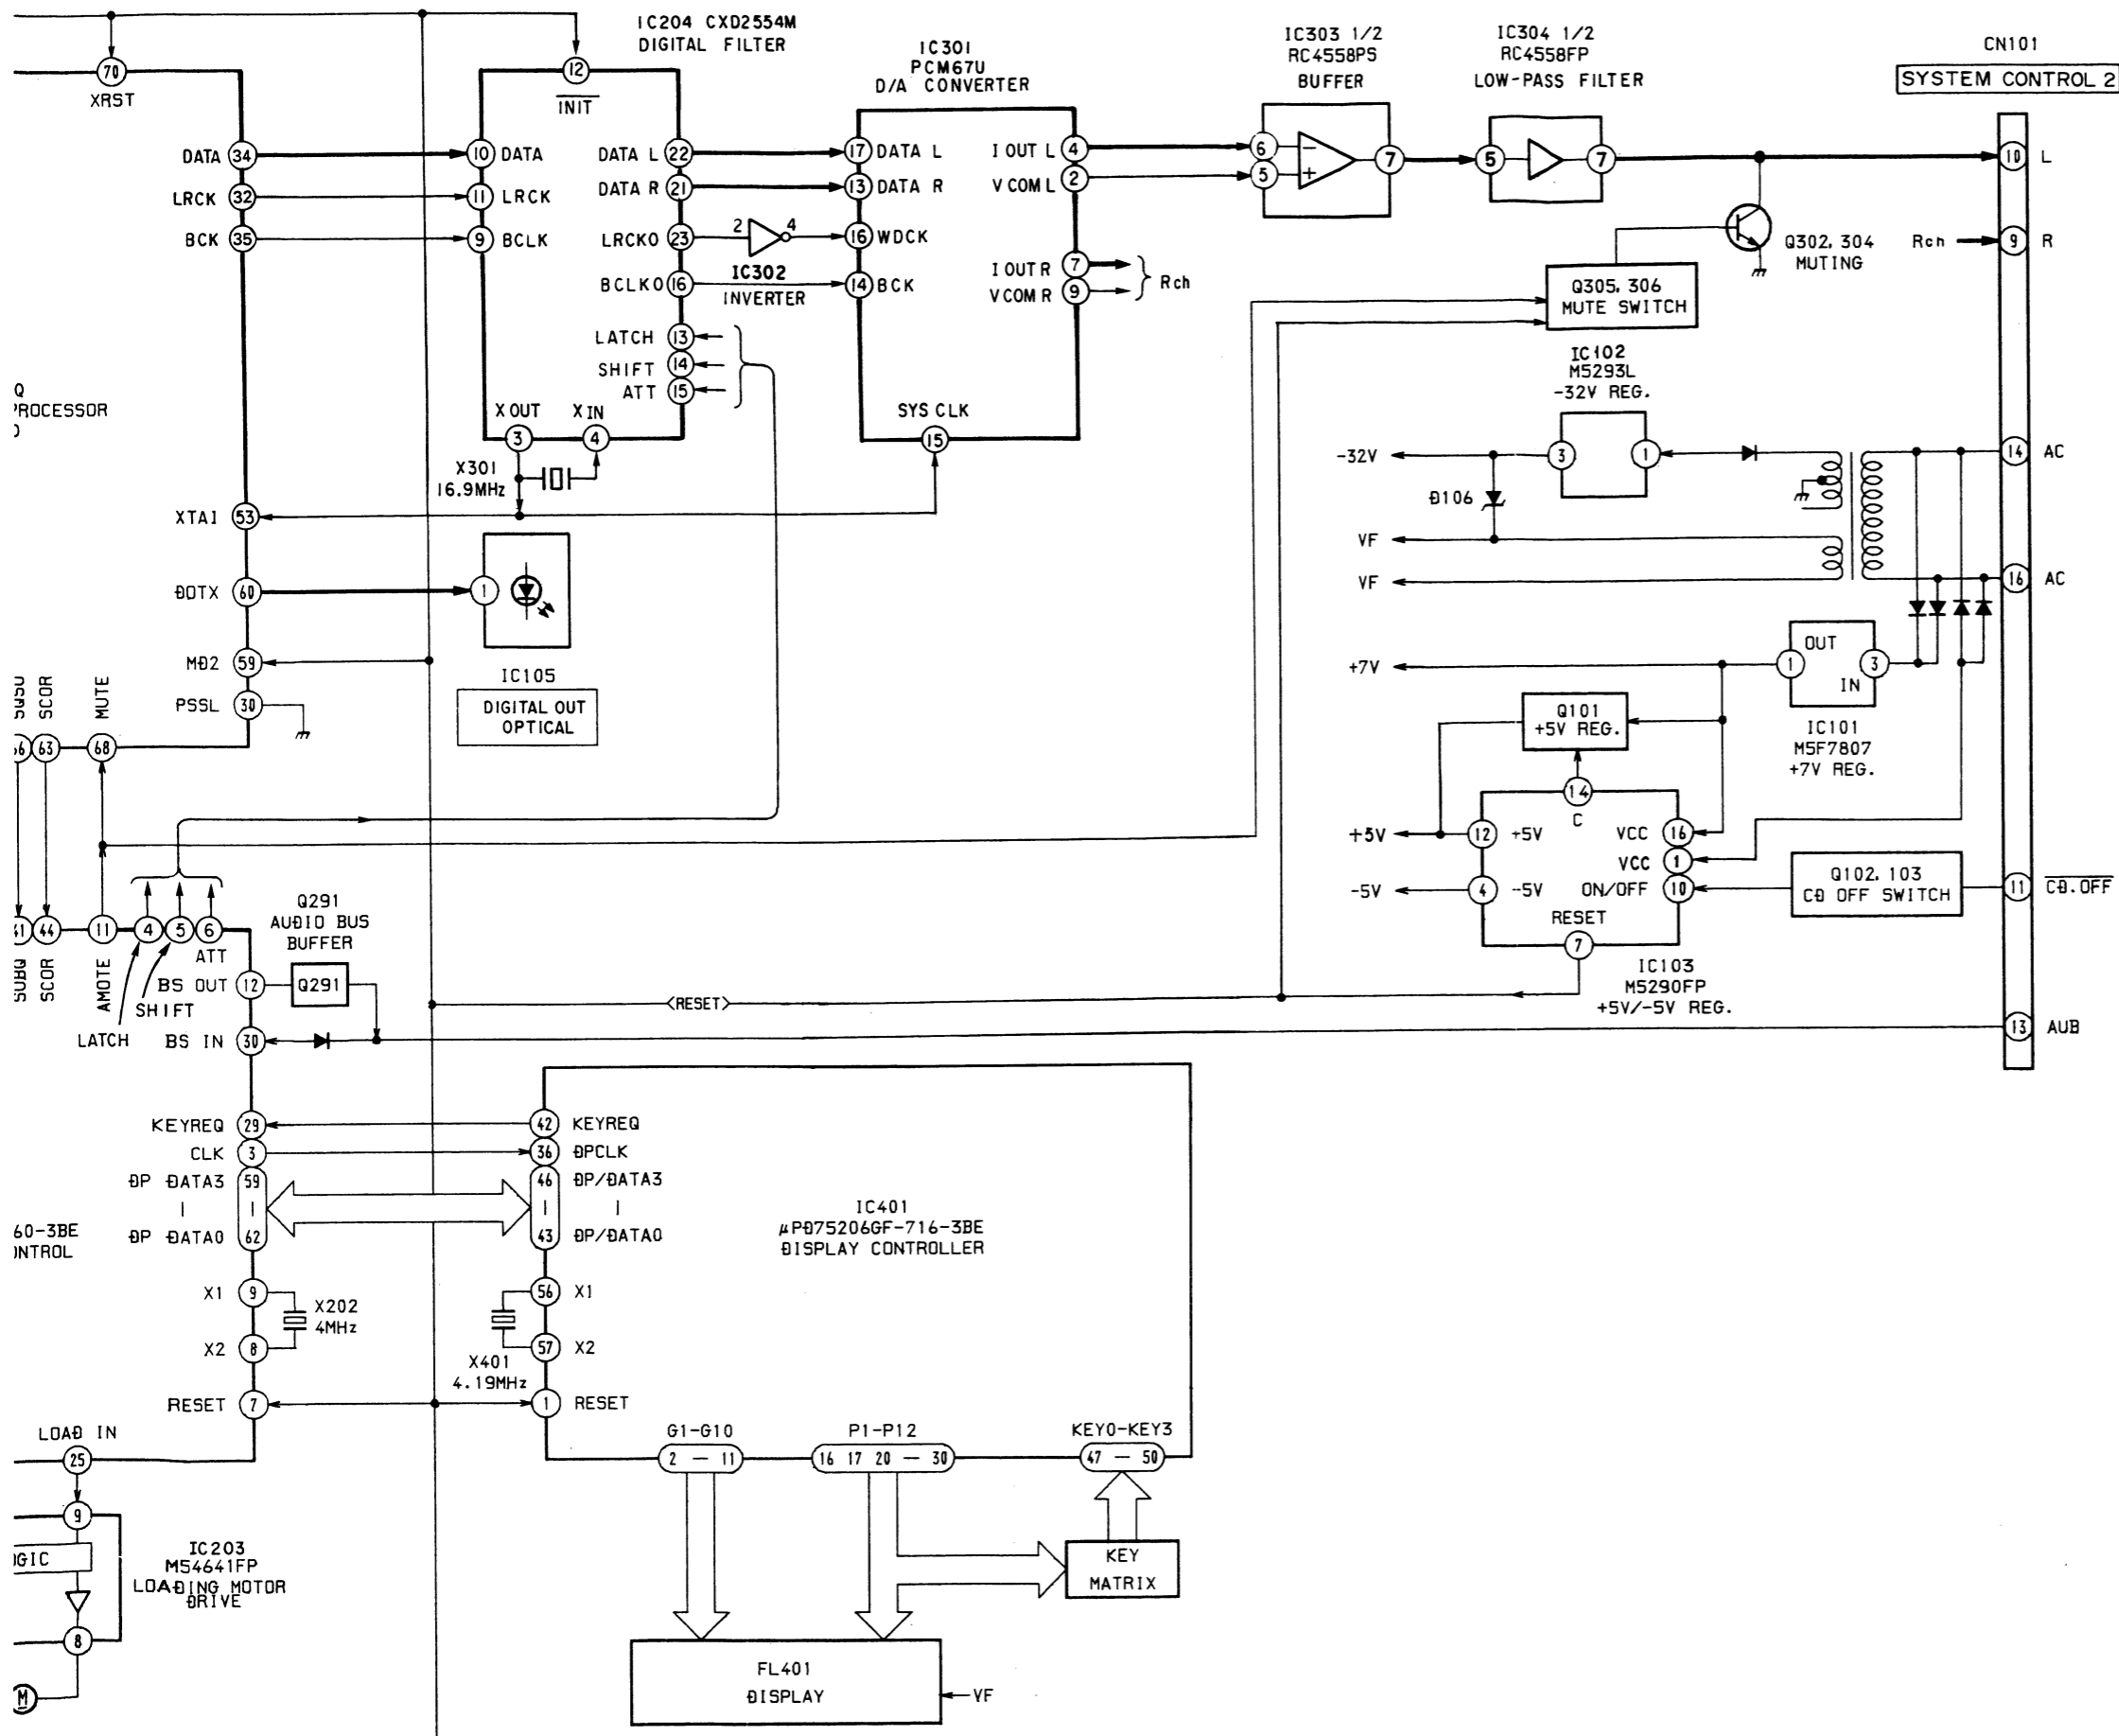 IC204 CXD2554M
DIGITAL FILTER
IC301
PCM67U
D/A CONVERTER
IC303 1/2
RC4558PS
BUFFER
IC304 1/2
RC4558FP
LOW-PASS FILTER
CN101
SYSTEM CONTROL 2
70
XRST
12
INIT
DATA 34
10 DATA
DATA L 22
17 DATA L
I OUT L 4
6
5
7
5
7
10 L
LRCK 32
11 LRCK
DATA R 21
13 DATA R
V COM L 2
BCK 35
9 BCLK
LRCKO 23
2
4
16 WDCK
IC302
INVERTER
BCLKO 16
14 BCK
I OUT R 7
V COM R 9
Rch
Q302, 304
MUTING
Rch
9 R
Q305, 306
MUTE SWITCH
LATCH 13
SHIFT 14
ATT 15
X OUT
X IN
3
4
SYS CLK
15
X301
16.9MHz
Q
PROCESSOR
IC102
M5293L
-32V REG.
-32V
3
1
14 AC
D106
VF
VF
16 AC
XTAI 53
DOTX 60
1
MD2 59
PSSL 30
IC105
DIGITAL OUT
OPTICAL
+7V
OUT
1
3
IN
IC101
M5F7807
+7V REG.
Q101
+5V REG.
SQSO
SCOR
MUTE
66
63
68
14
C
+5V
12 +5V
VCC 16
VCC 1
-5V
4 -5V
ON/OFF 10
RESET
7
Q102, 103
CD OFF SWITCH
11 CD.OFF
IC103
M5290FP
+5V/-5V REG.
41
44
11
4
5
6
SUBQ
SCOR
AMOTE
LATCH
SHIFT
ATT
Q291
AUDIO BUS
BUFFER
BS OUT 12
Q291
BS IN 30
<RESET>
13 AUB
KEYREQ 29
42 KEYREQ
CLK 3
36 DPCLK
DP DATA3 59
46 DP/DATA3
DP DATA0 62
43 DP/DATA0
60-3BE
ONTROL
IC401
μPD75206GF-716-3BE
DISPLAY CONTROLLER
X1 9
X202
4MHz
X2 8
56 X1
57 X2
X401
4.19MHz
RESET 7
1 RESET
G1-G10
2 — 11
P1-P12
16 17 20 — 30
KEY0-KEY3
47 — 50
LOAD IN
25
9
OGIC
8
M
IC203
M54641FP
LOADING MOTOR
DRIVE
KEY
MATRIX
FL401
DISPLAY
VF